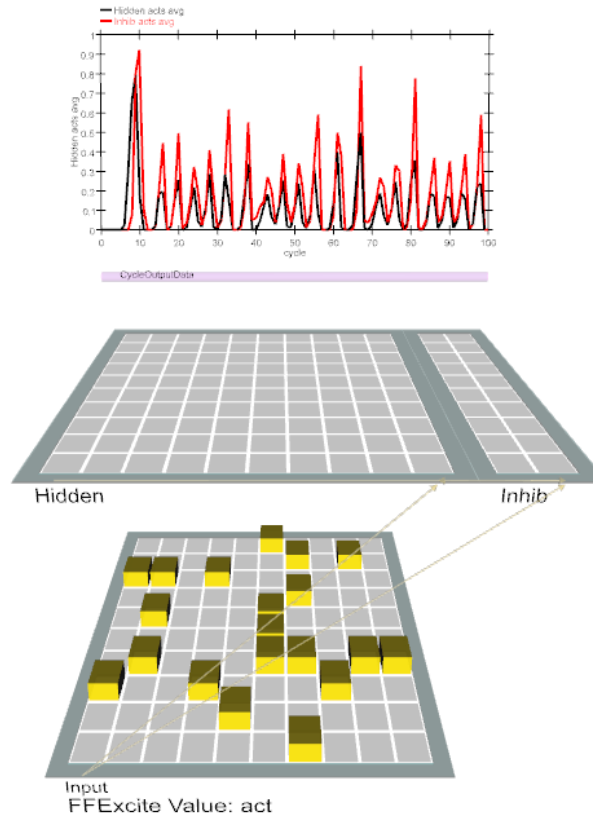 Hidden acts avg
Inhib acts avg
Hidden acts avg
1
0.9
0.8
0.7
0.6
0.5
0.4
0.3
0.2
0.1
0
0 10 20 30 40 50 60 70 80 90 100
cycle
CycleOutputData
Hidden Inhib
Input
FFExcite Value: act